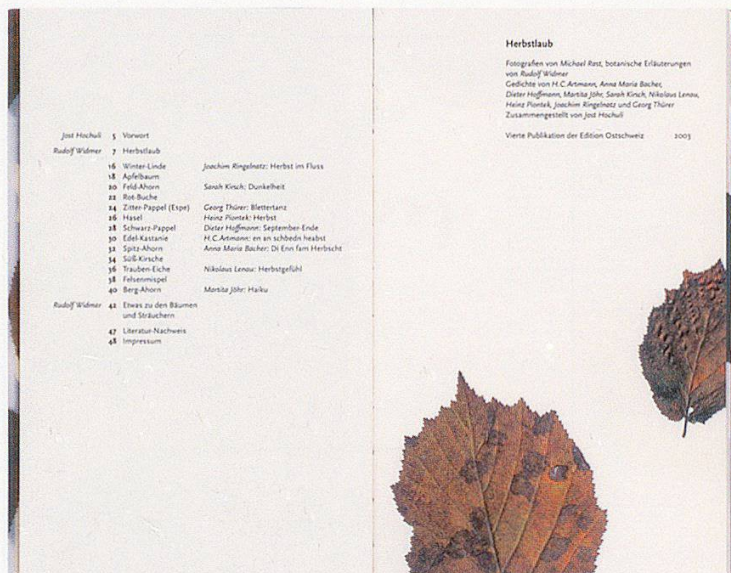 Jost Hochuli 5 Vorwort
Rudolf Widmer 7 Herbstlaub
16 Winter-Linde Joachim Ringelnatz: Herbst im Fluss
18 Apfelbaum
20 Feld-Ahorn Sarah Kirsch: Dunkelheit
22 Rot-Buche
24 Zitter-Pappel (Espe) Georg Thürer: Blettertanz
26 Hasel Heinz Piontek: Herbst
28 Schwarz-Pappel Dieter Hoffmann: September-Ende
30 Edel-Kastanie H.C. Artmann: en an schbedn heabst
32 Spitz-Ahorn Anna Maria Bacher: Di Enn fam Herbscht
34 Süß-Kirsche
36 Trauben-Eiche Nikolaus Lenau: Herbstgefühl
38 Felsenmispel
40 Berg-Ahorn Martita Jöhr: Haiku
Rudolf Widmer 42 Etwas zu den Bäumen
und Sträuchern
47 Literatur-Nachweis
48 Impressum
Herbstlaub
Fotografien von Michael Rast, botanische Erläuterungen
von Rudolf Widmer
Gedichte von H.C. Artmann, Anna Maria Bacher,
Dieter Hoffmann, Martita Jöhr, Sarah Kirsch, Nikolaus Lenau,
Heinz Piontek, Joachim Ringelnatz und Georg Thürer
Zusammengestellt von Jost Hochuli
Vierte Publikation der Edition Ostschweiz 2003